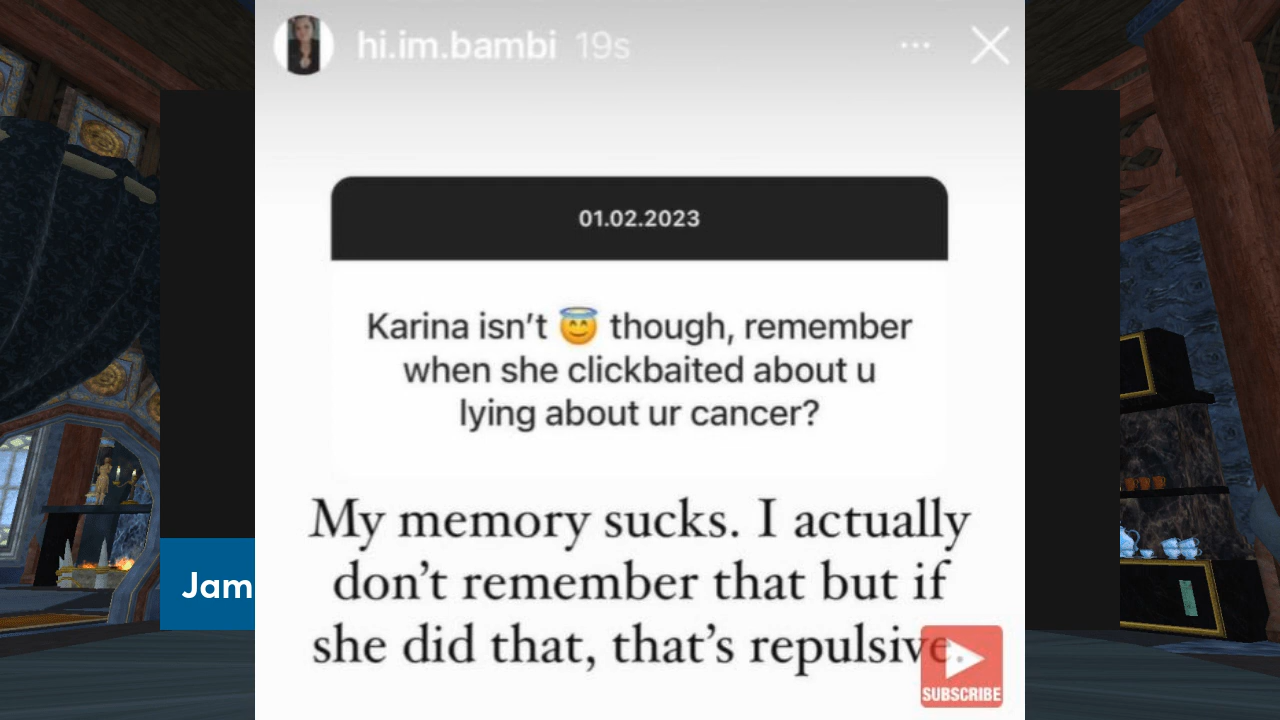 hi.im.bambi 19s
01.02.2023
Karina isn't 😇 though, remember
when she clickbaited about u
lying about ur cancer?
My memory sucks. I actually
don't remember that but if
she did that, that's repulsive.
SUBSCRIBE
Jam